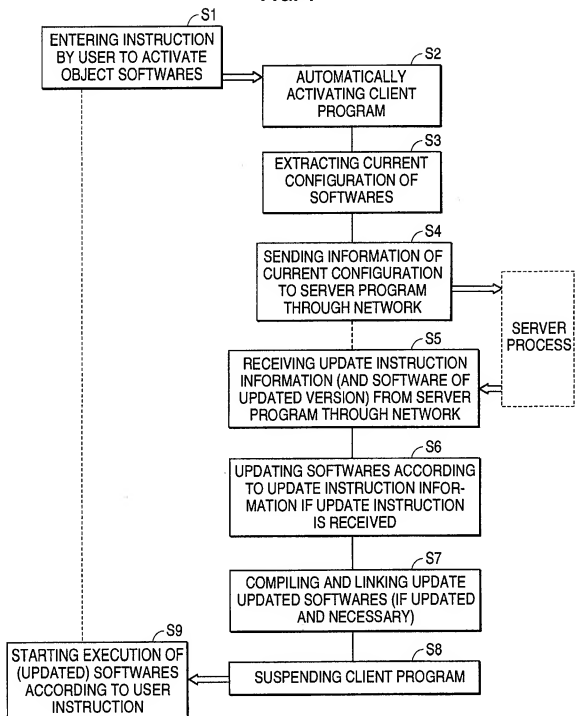 S1
ENTERING INSTRUCTION
BY USER TO ACTIVATE
OBJECT SOFTWARES
S2
AUTOMATICALLY
ACTIVATING CLIENT
PROGRAM
S3
EXTRACTING CURRENT
CONFIGURATION OF
SOFTWARES
S4
SENDING INFORMATION OF
CURRENT CONFIGURATION
TO SERVER PROGRAM
THROUGH NETWORK
SERVER
PROCESS
S5
RECEIVING UPDATE INSTRUCTION
INFORMATION (AND SOFTWARE OF
UPDATED VERSION) FROM SERVER
PROGRAM THROUGH NETWORK
S6
UPDATING SOFTWARES ACCORDING
TO UPDATE INSTRUCTION INFOR-
MATION IF UPDATE INSTRUCTION
IS RECEIVED
S7
COMPILING AND LINKING UPDATE
UPDATED SOFTWARES (IF UPDATED
AND NECESSARY)
S8
SUSPENDING CLIENT PROGRAM
S9
STARTING EXECUTION OF
(UPDATED) SOFTWARES
ACCORDING TO USER
INSTRUCTION